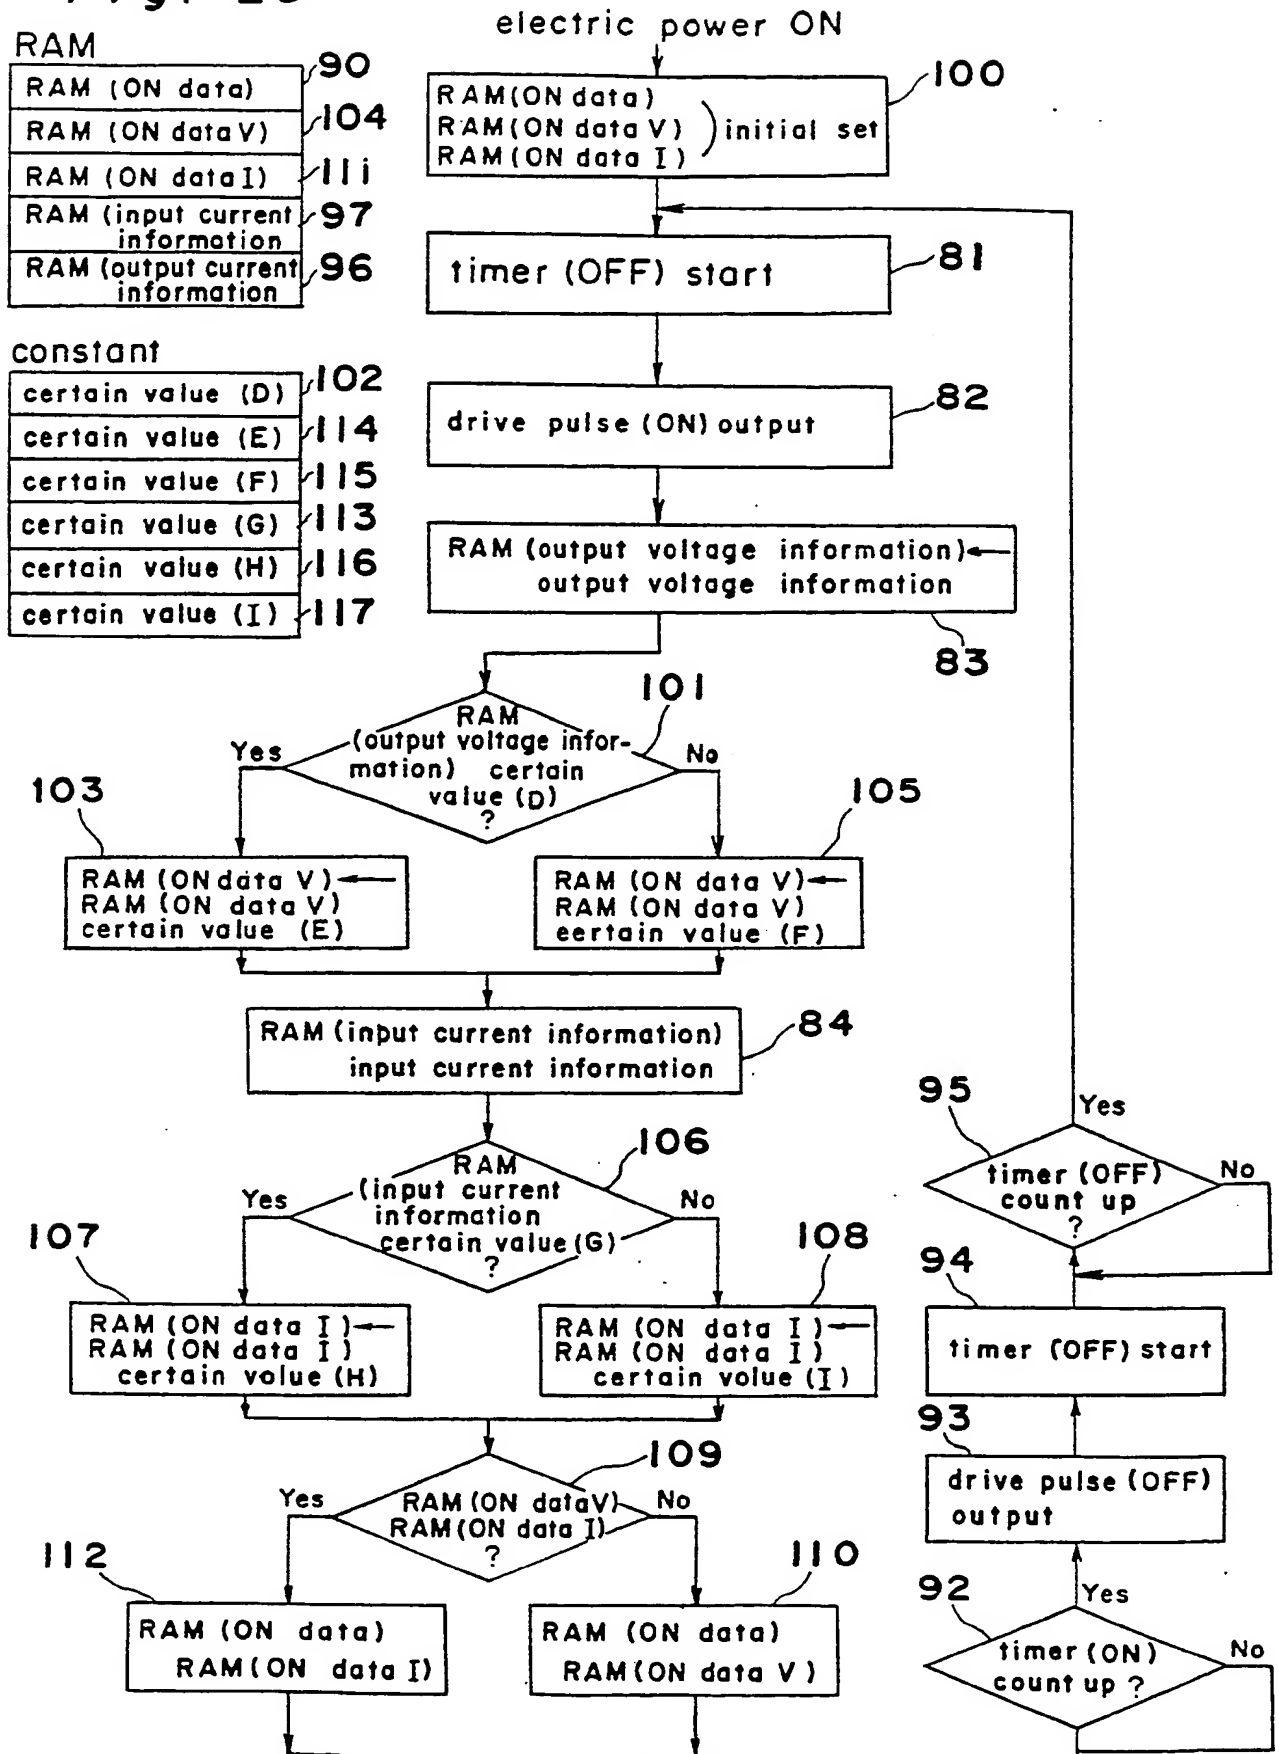 RAM
RAM (ON data)
90
RAM (ON data V)
104
RAM (ON data I)
111
RAM (input current
information
97
RAM (output current
information
96
constant
certain value (D)
102
certain value (E)
114
certain value (F)
115
certain value (G)
113
certain value (H)
116
certain value (I)
117
electric power ON
100
RAM(ON data)
RAM(ON data V)
RAM(ON data I)
) initial set
81
timer (OFF) start
82
drive pulse (ON) output
RAM (output voltage information)←
output voltage information
83
101
RAM
(output voltage infor-
mation) certain
value (D)
?
Yes
No
103
RAM (ON data V)←
RAM (ON data V)
certain value (E)
105
RAM (ON data V)←
RAM (ON data V)
eertain value (F)
84
RAM (input current information)
input current information
106
RAM
(input current
information
certain value (G)
?
Yes
No
107
RAM (ON data I)←
RAM (ON data I)
certain value (H)
108
RAM (ON data I)←
RAM (ON data I)
certain volue (I)
109
RAM (ON data V)
RAM (ON data I)
?
Yes
No
112
RAM (ON data)
RAM(ON data I)
110
RAM (ON data)
RAM(ON data V)
95
Yes
timer (OFF)
count up
?
No
94
timer (OFF) start
93
drive pulse (OFF)
output
92
Yes
timer (ON)
count up ?
No